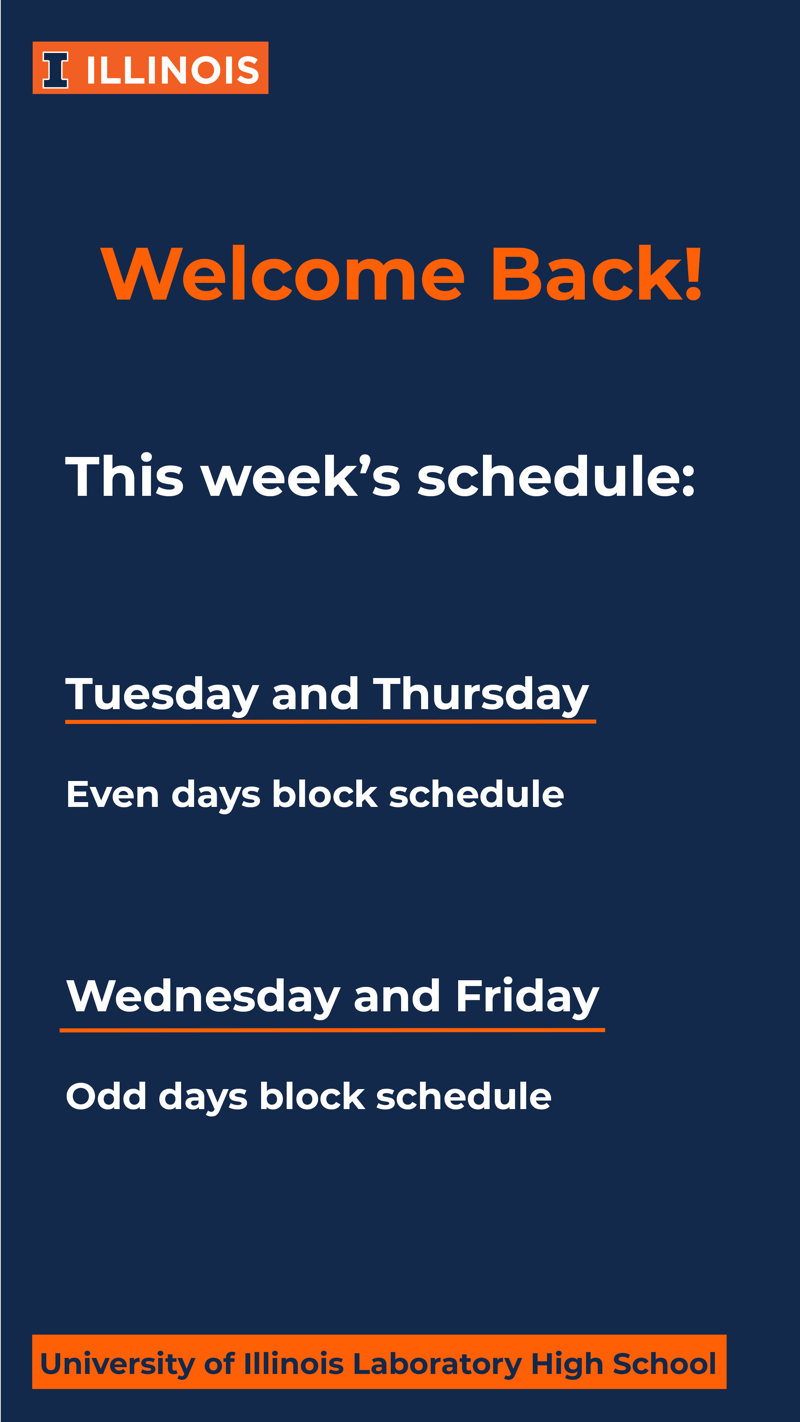 I ILLINOIS
Welcome Back!
This week’s schedule:
Tuesday and Thursday
Even days block schedule
Wednesday and Friday
Odd days block schedule
University of Illinois Laboratory High School